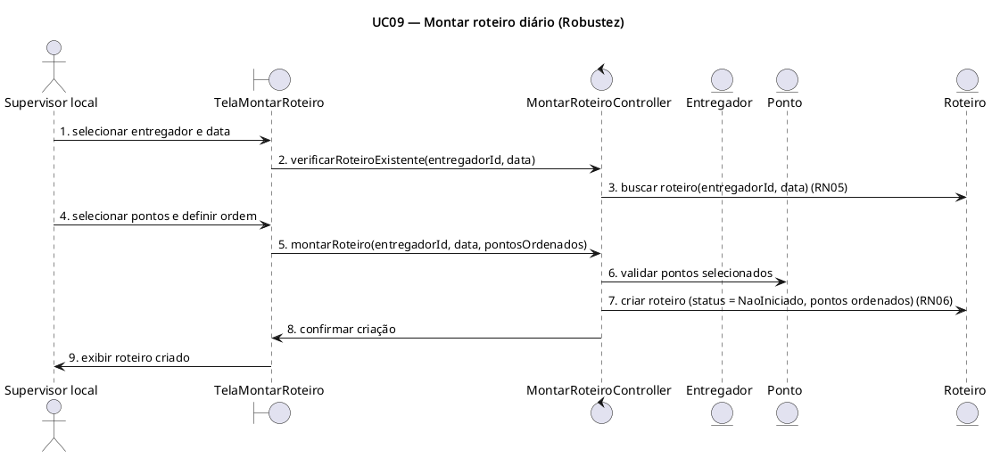 UC09 — Montar roteiro diário (Robustez)
Supervisor local
TelaMontarRoteiro
MontarRoteiroController
Entregador
Ponto
Roteiro
1. selecionar entregador e data
2. verificarRoteiroExistente(entregadorId, data)
3. buscar roteiro(entregadorId, data) (RN05)
4. selecionar pontos e definir ordem
5. montarRoteiro(entregadorId, data, pontosOrdenados)
6. validar pontos selecionados
7. criar roteiro (status = NaoIniciado, pontos ordenados) (RN06)
8. confirmar criação
9. exibir roteiro criado
Supervisor local
TelaMontarRoteiro
MontarRoteiroController
Entregador
Ponto
Roteiro